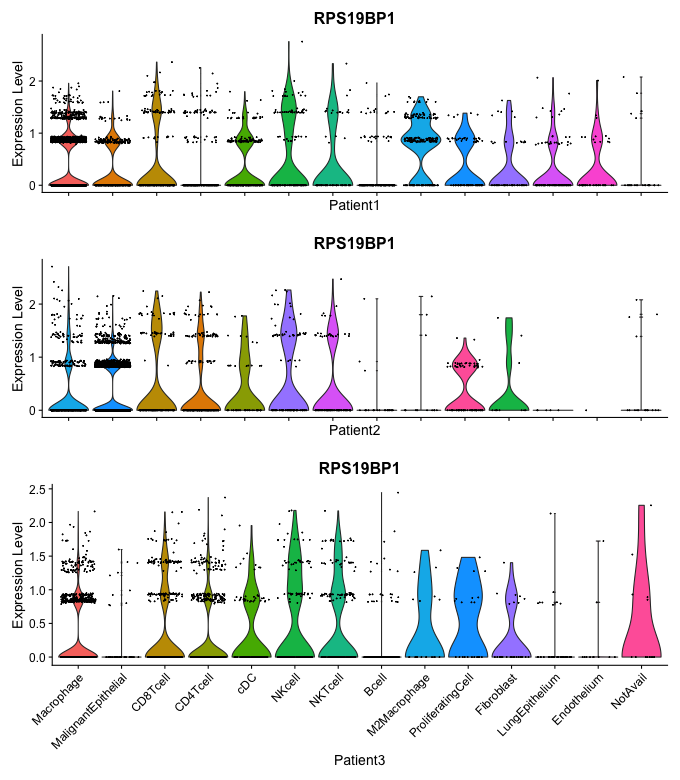 RPS19BP1
Expression Level
2
1
0
Patient1
RPS19BP1
Expression Level
2
1
0
Patient2
RPS19BP1
Expression Level
2.5
2.0
1.5
1.0
0.5
0.0
Macrophage
MalignantEpithelial
CD8Tcell
CD4Tcell
cDC
NKcell
NKTcell
Bcell
M2Macrophage
ProliferatingCell
Fibroblast
LungEpithelium
Endothelium
NotAvail
Patient3